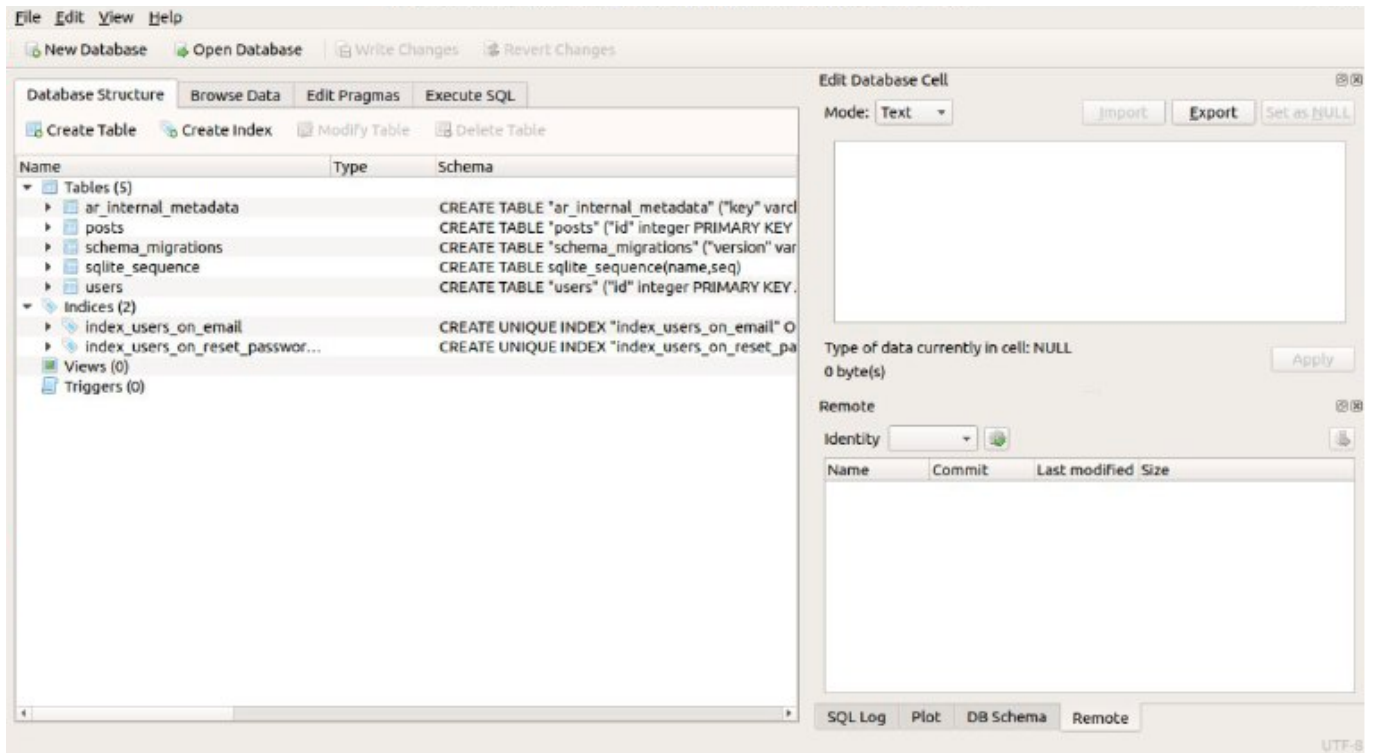 File Edit View Help
New Database Open Database Write Changes Revert Changes
Database Structure Browse Data Edit Pragmas Execute SQL
Create Table Create Index Modify Table Delete Table
Name Type Schema
Tables (5)
ar_internal_metadata CREATE TABLE "ar_internal_metadata" ("key" varcl
posts CREATE TABLE "posts" ("id" integer PRIMARY KEY
schema_migrations CREATE TABLE "schema_migrations" ("version" var
sqlite_sequence CREATE TABLE sqlite_sequence(name,seq)
users CREATE TABLE "users" ("id" integer PRIMARY KEY.
Indices (2)
index_users_on_email CREATE UNIQUE INDEX "index_users_on_email" O
index_users_on_reset_passwor... CREATE UNIQUE INDEX "index_users_on_reset_pa
Views (0)
Triggers (0)
Edit Database Cell
Mode: Text Import Export Set as NULL
Type of data currently in cell: NULL
0 byte(s)
Apply
Remote
Identity
Name Commit Last modified Size
SQL Log Plot DB Schema Remote
UTF-8